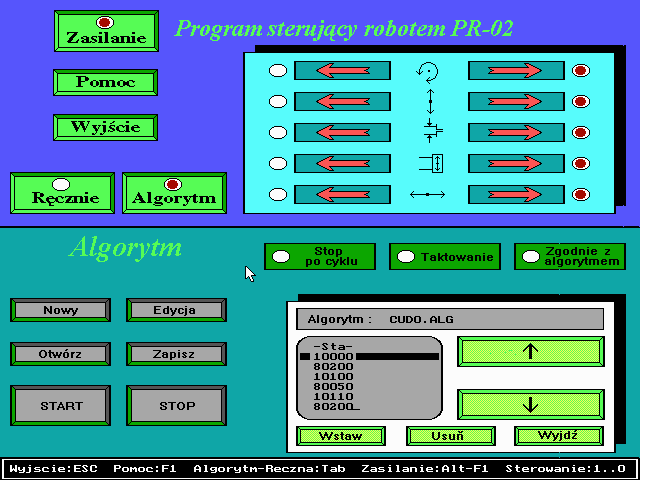 Zasilanie
Program sterujący robotem PR-02
Pomoc
Wyjście
Ręcznie
Algorytm
Algorytm
Stop po cyklu
Taktowanie
Zgodnie z algorytmem
Nowy
Edycja
Otwórz
Zapisz
START
STOP
Algorytm : CUDO.ALG
-Sta-
10000
80200
10100
80050
10110
80200_
Wstaw
Usuń
Wyjdź
Wyjscie:ESC Pomoc:F1 Algorytm-Reczna:Tab Zasilanie:Alt-F1 Sterowanie:1..0